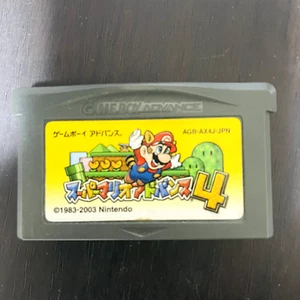 GAME BOY ADVANCE
ゲームボーイ アドバンス AGB-AX4J-JPN
スーパーマリオアドバンス4
©1983-2003 Nintendo